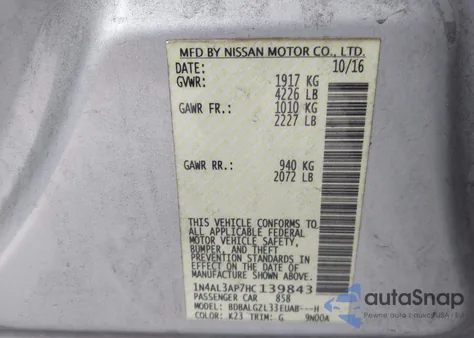 MFD BY NISSAN MOTOR CO., LTD.
DATE: 10/16
GVWR: 1917 KG
4226 LB
GAWR FR.: 1010 KG
2227 LB
GAWR RR.: 940 KG
2072 LB
THIS VEHICLE CONFORMS TO
ALL APPLICABLE FEDERAL
MOTOR VEHICLE SAFETY,
BUMPER, AND THEFT
PREVENTION STANDARDS IN
EFFECT ON THE DATE OF
MANUFACTURE SHOWN ABOVE.
1N4AL3AP7HC139843
PASSENGER CAR 858
MODEL: BDBALGZL33EUAB---H
COLOR: K23 TRIM: G 9N00A
autoSnap